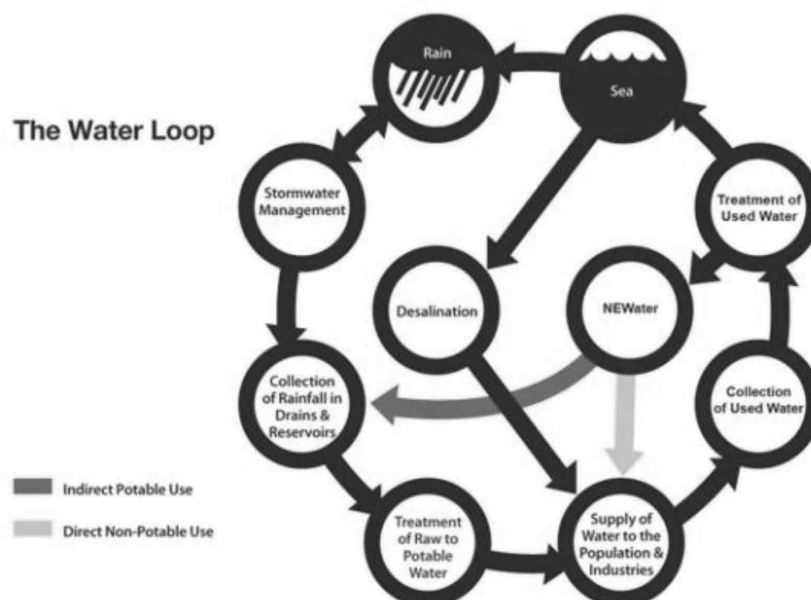 The Water Loop
Rain
Sea
Stormwater
Management
Treatment of
Used Water
Desalination
NEWater
Collection
of Rainfall in
Drains &
Reservoirs
Collection
of Used Water
Indirect Potable Use
Direct Non-Potable Use
Treatment
of Raw to
Potable
Water
Supply of
Water to the
Population &
Industries